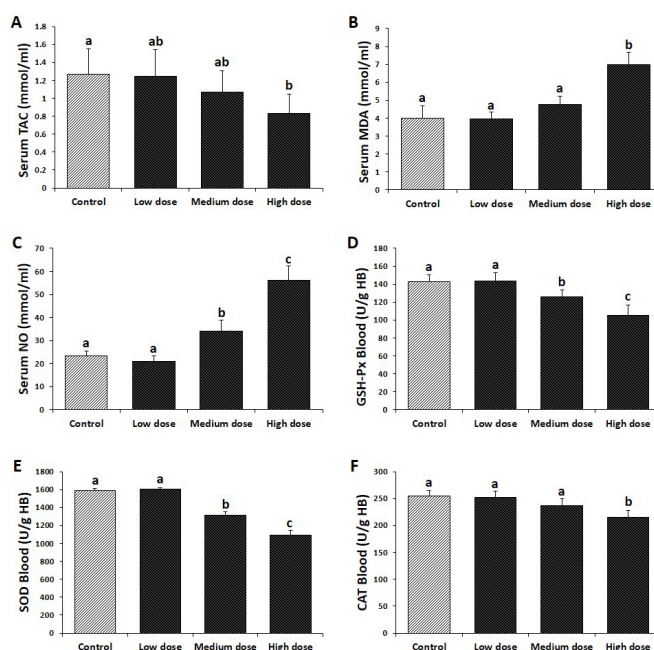 A
Serum TAC (mmol/ml)
1.8
1.6
1.4
1.2
1
0.8
0.6
0.4
0.2
0
a
ab
ab
b
Control Low dose Medium dose High dose
B
Serum MDA (mmol/ml)
9
8
7
6
5
4
3
2
1
0
a
a
a
b
Control Low dose Medium dose High dose
C
Serum NO (mmol/ml)
70
60
50
40
30
20
10
0
a
a
b
c
Control Low dose Medium dose High dose
D
GSH-Px Blood (U/g HB)
180
160
140
120
100
80
60
40
20
0
a
a
b
c
Control Low dose Medium dose High dose
E
SOD Blood (U/g HB)
1800
1600
1400
1200
1000
800
600
400
200
0
a
a
b
c
Control Low dose Medium dose High dose
F
CAT Blood (U/g HB)
300
250
200
150
100
50
0
a
a
a
b
Control Low dose Medium dose High dose